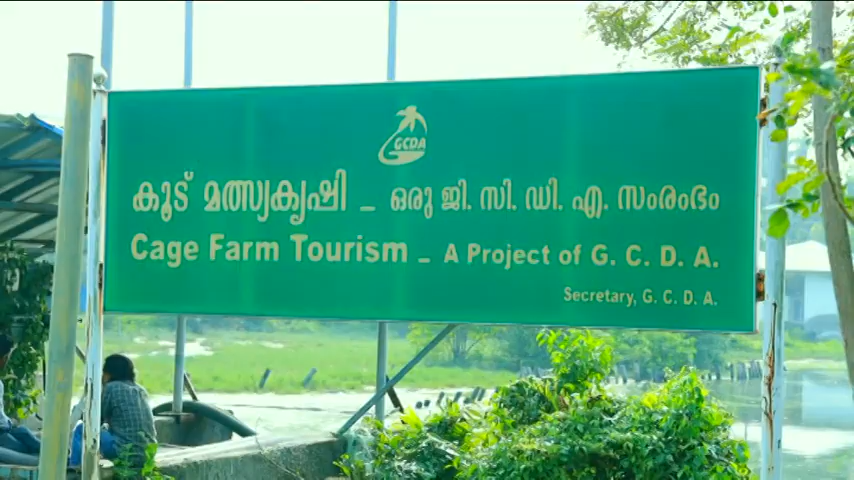 GCDA
കൂട് മത്സ്യകൃഷി _ ഒരു ജി. സി. ഡി. എ. സംരംഭം
Cage Farm Tourism _ A Project of G. C. D. A.
Secretary, G. C. D. A.